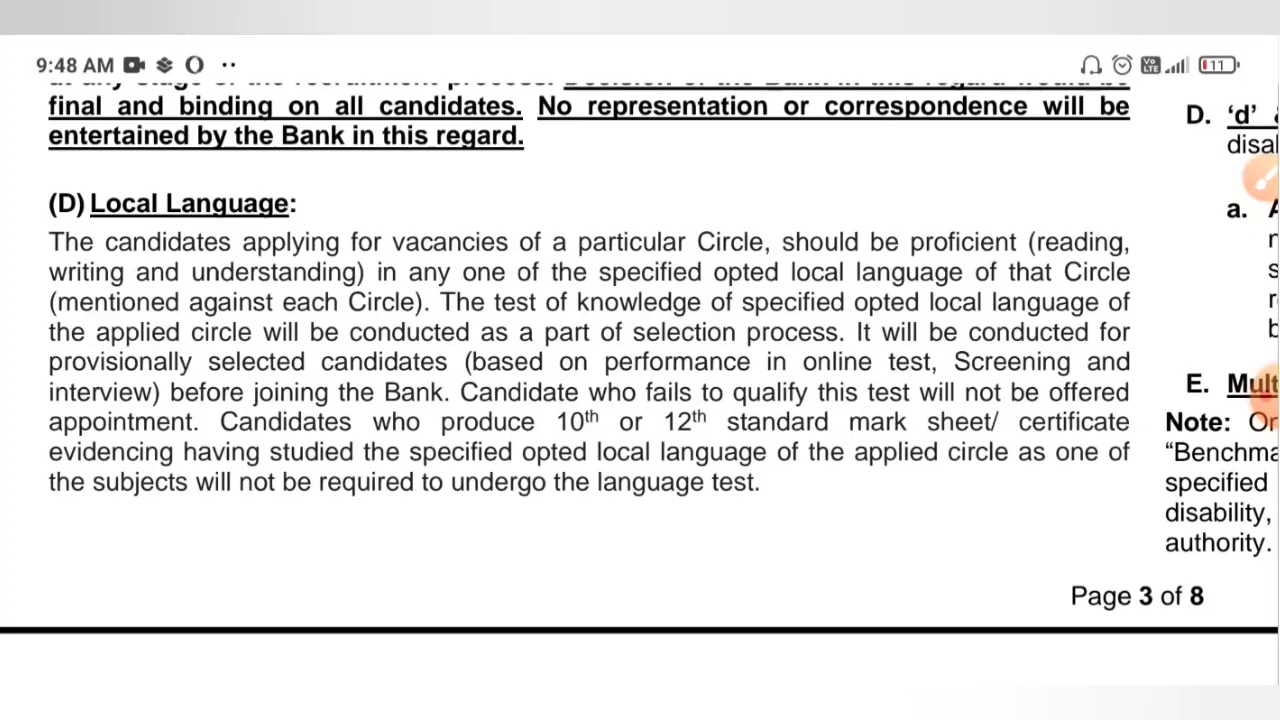 9:48 AM
11
final and binding on all candidates. No representation or correspondence will be
entertained by the Bank in this regard.
(D) Local Language:
The candidates applying for vacancies of a particular Circle, should be proficient (reading,
writing and understanding) in any one of the specified opted local language of that Circle
(mentioned against each Circle). The test of knowledge of specified opted local language of
the applied circle will be conducted as a part of selection process. It will be conducted for
provisionally selected candidates (based on performance in online test, Screening and
interview) before joining the Bank. Candidate who fails to qualify this test will not be offered
appointment. Candidates who produce 10th or 12th standard mark sheet/ certificate
evidencing having studied the specified opted local language of the applied circle as one of
the subjects will not be required to undergo the language test.
Page 3 of 8
D. ‘d’
disal
a.
E. Mult
Note: Or
“Benchma
specified
disability,
authority.